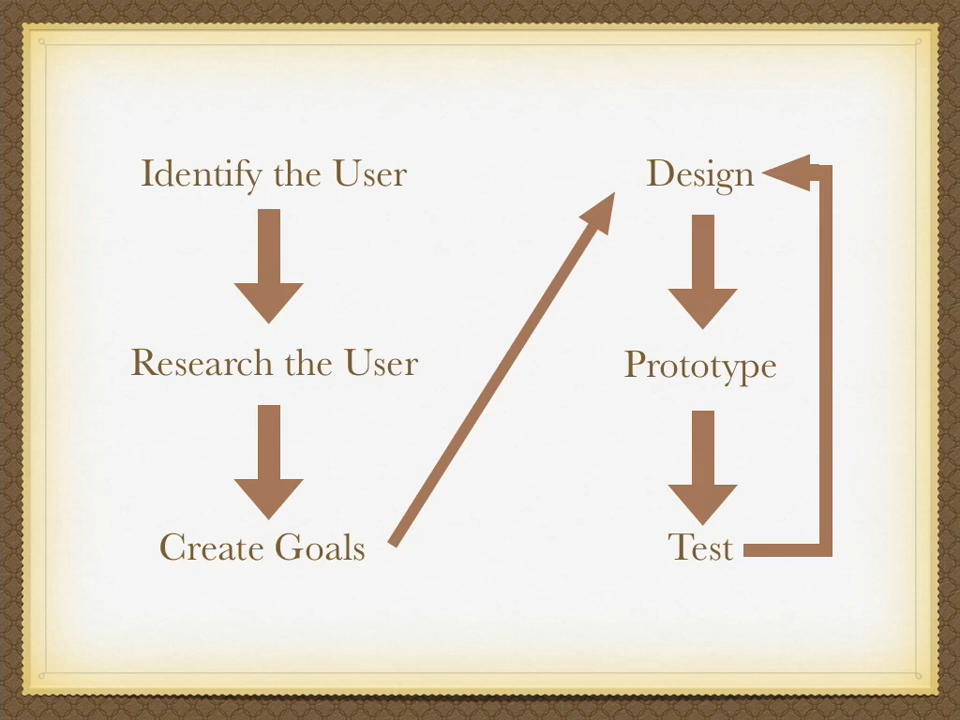 Identify the User
Research the User
Create Goals
Design
Prototype
Test